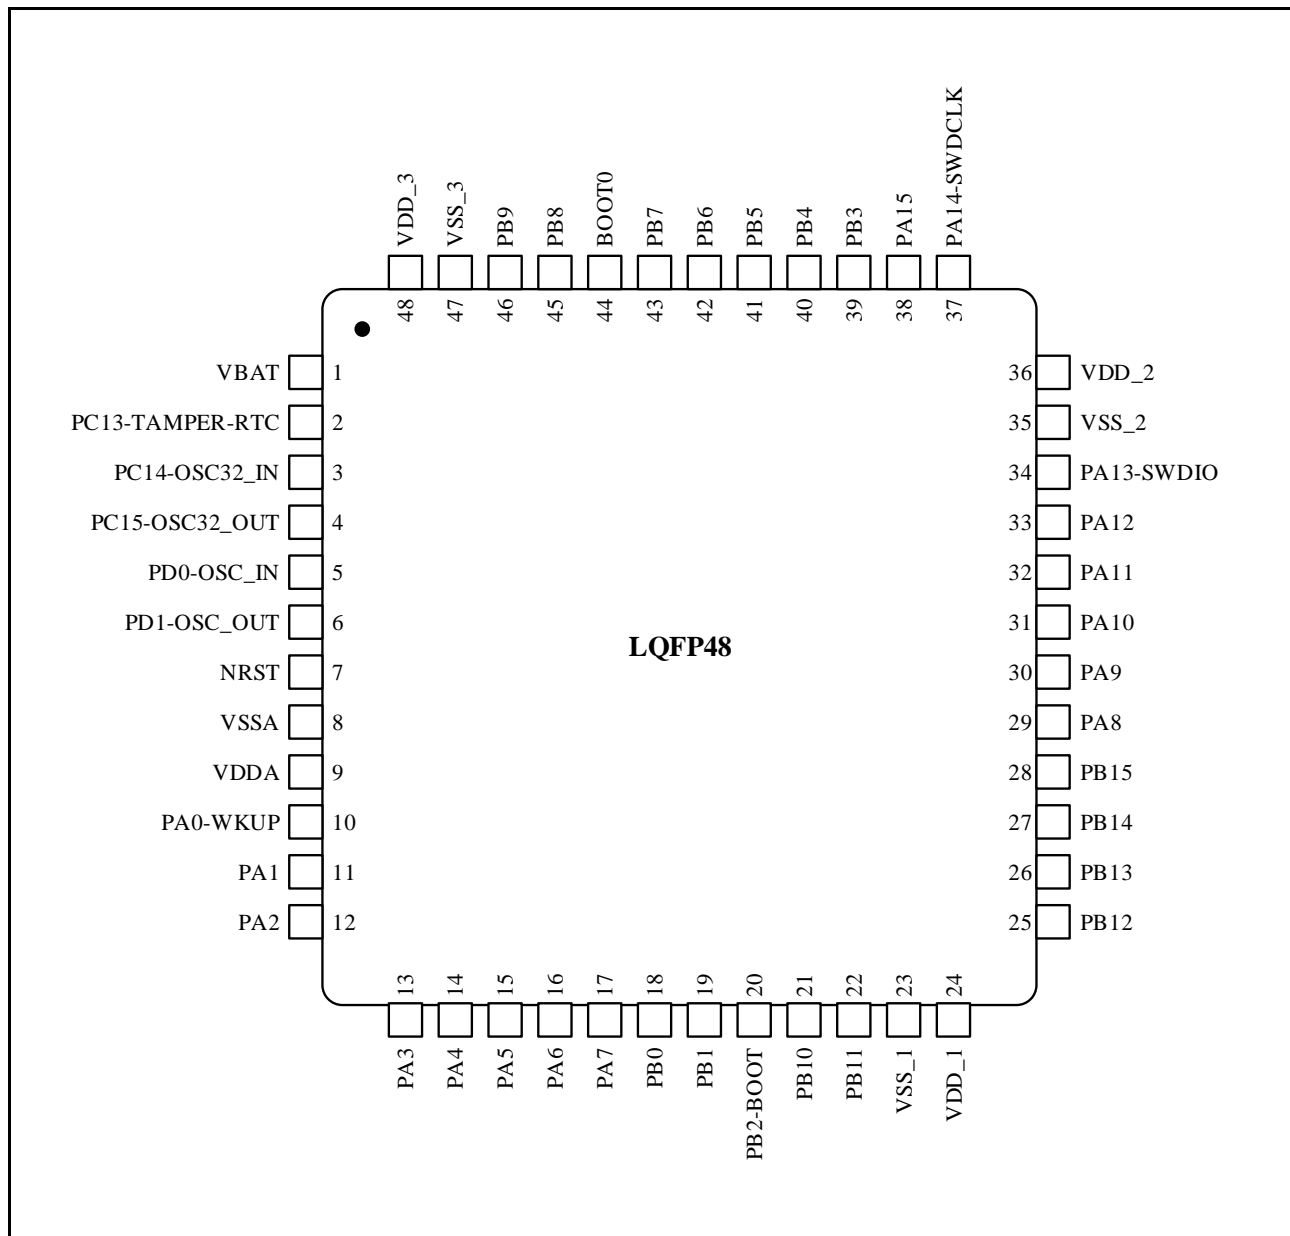 VDD_3 VSS_3 PB9 PB8 BOOT0 PB7 PB6 PB5 PB4 PB3 PA15 PA14-SWDCLK
48 47 46 45 44 43 42 41 40 39 38 37
VBAT 1 36 VDD_2
PC13-TAMPER-RTC 2 35 VSS_2
PC14-OSC32_IN 3 34 PA13-SWDIO
PC15-OSC32_OUT 4 33 PA12
PD0-OSC_IN 5 32 PA11
PD1-OSC_OUT 6 31 PA10
LQFP48
NRST 7 30 PA9
VSSA 8 29 PA8
VDDA 9 28 PB15
PA0-WKUP 10 27 PB14
PA1 11 26 PB13
PA2 12 25 PB12
13 14 15 16 17 18 19 20 21 22 23 24
PA3 PA4 PA5 PA6 PA7 PB0 PB1 PB2-BOOT PB10 PB11 VSS_1 VDD_1